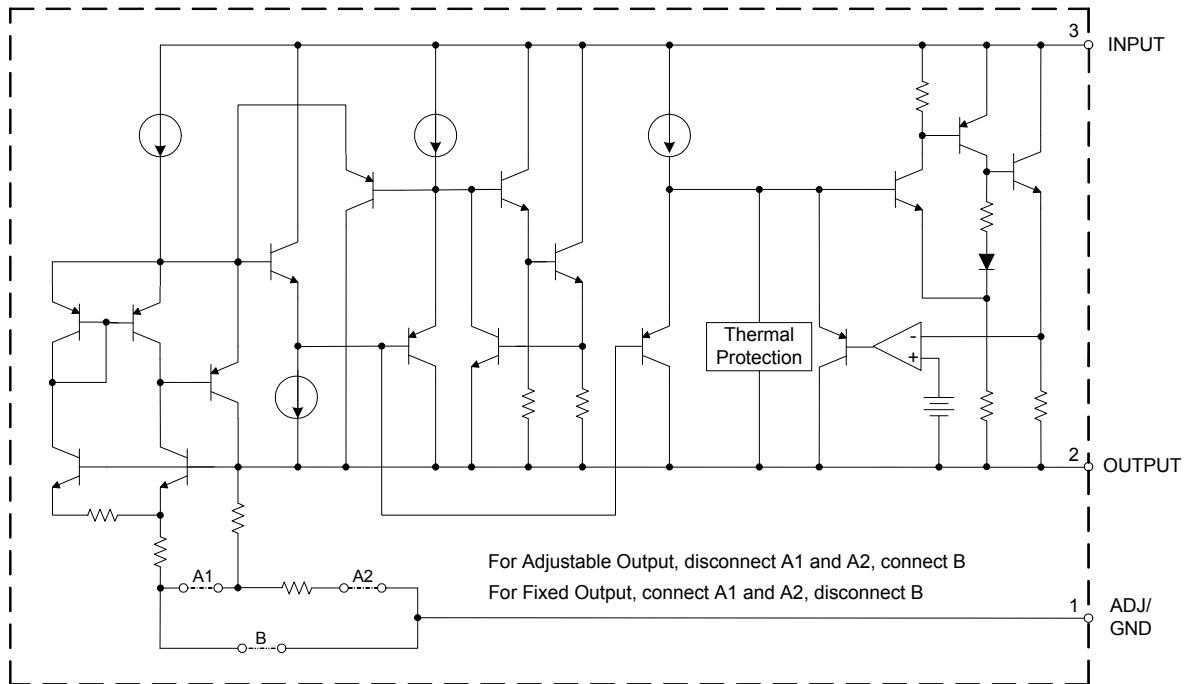 3
INPUT
Thermal
Protection
-
+
2
OUTPUT
A1
A2
For Adjustable Output, disconnect A1 and A2, connect B
For Fixed Output, connect A1 and A2, disconnect B
1
ADJ/
GND
B